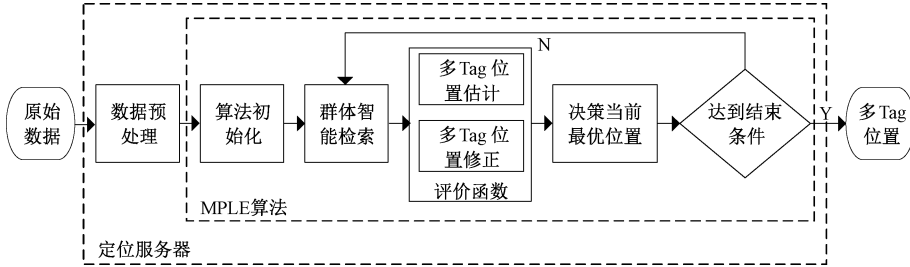 原始
数据
数据预
处理
算法初
始化
群体智
能检索
多Tag 位
置估计
多Tag 位
置修正
评价函数
决策当前
最优位置
达到结束
条件
N
Y
多Tag
位置
MPLE算法
定位服务器